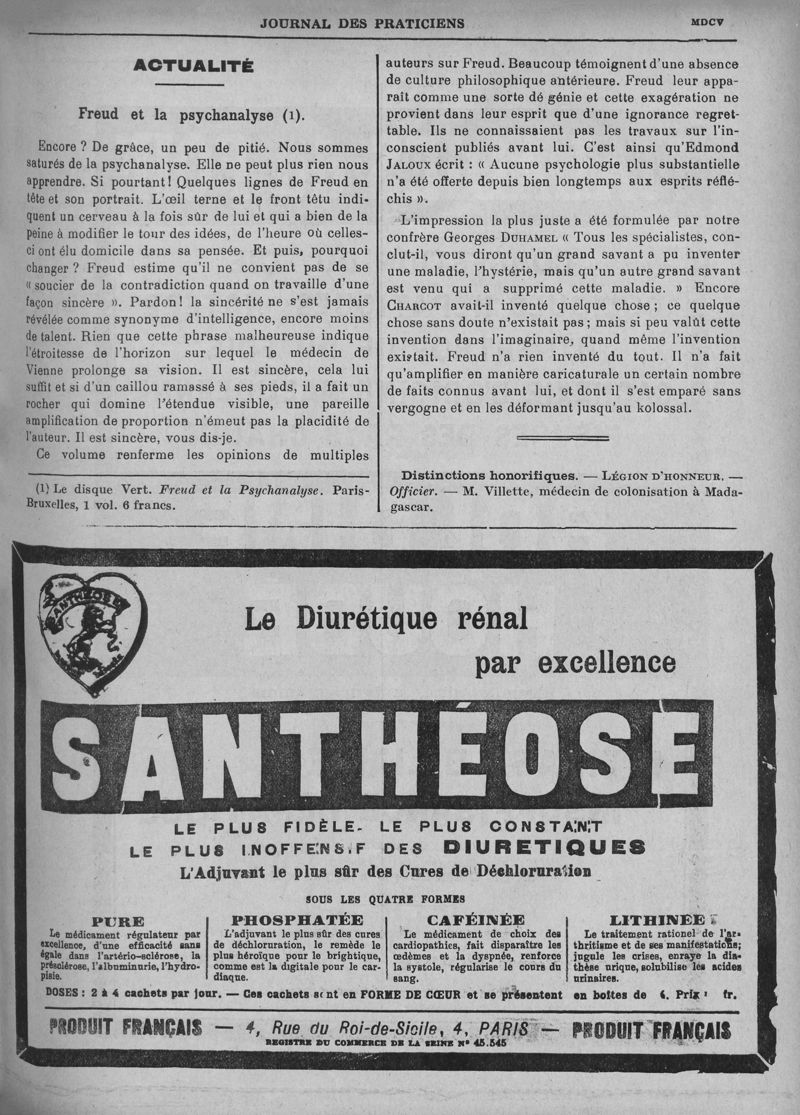 JOURNAL DES PRATICIENS
MDCV
ACTUALITÉ
Freud et la psychanalyse (1).
Encore ? De grâce, un peu de pitié. Nous sommes
saturés de la psychanalyse. Elle ne peut plus rien nous
apprendre. Si pourtant! Quelques lignes de Freud en
tête et son portrait. L'œil terne et le front têtu indi-
quent un cerveau à la fois sûr de lui et qui a bien de la
peine à modifier le tour des idées, de l'heure où celles-
ci ont élu domicile dans sa pensée. Et puis, pourquoi
changer ? Freud estime qu'il ne convient pas de se
« soucier de la contradiction quand on travaille d'une
façon sincère ». Pardon! la sincérité ne s'est jamais
révélée comme synonyme d'intelligence, encore moins
de talent. Rien que cette phrase malheureuse indique
l'étroitesse de l'horizon sur lequel le médecin de
Vienne prolonge sa vision. Il est sincère, cela lui
suffit et si d'un caillou ramassé à ses pieds, il a fait un
rocher qui domine l'étendue visible, une pareille
amplification de proportion n'émeut pas la placidité de
l'auteur. Il est sincère, vous dis-je.
Ce volume renferme les opinions de multiples
(1) Le disque Vert. Freud et la Psychanalyse. Paris-
Bruxelles, 1 vol. 6 francs.
auteurs sur Freud. Beaucoup témoignent d'une absence
de culture philosophique antérieure. Freud leur appa-
raît comme une sorte dé génie et cette exagération ne
provient dans leur esprit que d'une ignorance regret-
table. Ils ne connaissaient pas les travaux sur l'in-
conscient publiés avant lui. C'est ainsi qu'Edmond
JALOUX écrit : « Aucune psychologie plus substantielle
n'a été offerte depuis bien longtemps aux esprits réflé-
chis ».
L'impression la plus juste a été formulée par notre
confrère Georges DUHAMEL « Tous les spécialistes, con-
clut-il, vous diront qu'un grand savant a pu inventer
une maladie, l'hystérie, mais qu'un autre grand savant
est venu qui a supprimé cette maladie. » Encore
CHARCOT avait-il inventé quelque chose ; ce quelque
chose sans doute n'existait pas ; mais si peu valût cette
invention dans l'imaginaire, quand même l'invention
existait. Freud n'a rien inventé du tout. Il n'a fait
qu'amplifier en manière caricaturale un certain nombre
de faits connus avant lui, et dont il s'est emparé sans
vergogne et en les déformant jusqu'au kolossal.
Distinctions honorifiques. — LÉGION D'HONNEUR. —
Officier. — M. Villette, médecin de colonisation à Mada-
gascar.
SANTHÉOSE
Le Diurétique rénal
par excellence
SANTHÉOSE
LE PLUS FIDÈLE- LE PLUS CONSTANT
LE PLUS INOFFENSIF DES DIURETIQUES
L'Adjuvant le plus sûr des Cures de Déchloruration
SOUS LES QUATRE FORMES
PURE
Le médicament régulateur par
excellence, d'une efficacité sans
égale dans l'artério-sclérose, la
présclérose, l'albuminurie, l'hydro-
pisie.
PHOSPHATÉE
L'adjuvant le plus sûr des cures
de déchloruration, le remède le
plus héroïque pour le brightique,
comme est la digitale pour le car-
diaque.
CAFÉINÉE
Le médicament de choix des
cardiopathies, fait disparaître les
œdèmes et la dyspnée, renforce
la systole, régularise le cours du
sang.
LITHINEE
Le traitement rationel de l'ar-
thritisme et de ses manifestations;
jugule les crises, enraye la dia-
thèse urique, solubilise les acides
urinaires.
DOSES : 2 à 4 cachets par jour. — Ces cachets sont en FORME DE CŒUR et se présentent en boîtes de Prix fr.
PRODUIT FRANÇAIS — 4, Rue du Roi-de-Sicile, 4, PARIS — PRODUIT FRANÇAIS
REGISTRE DU COMMERCE DE LA SEINE Nº 45.545